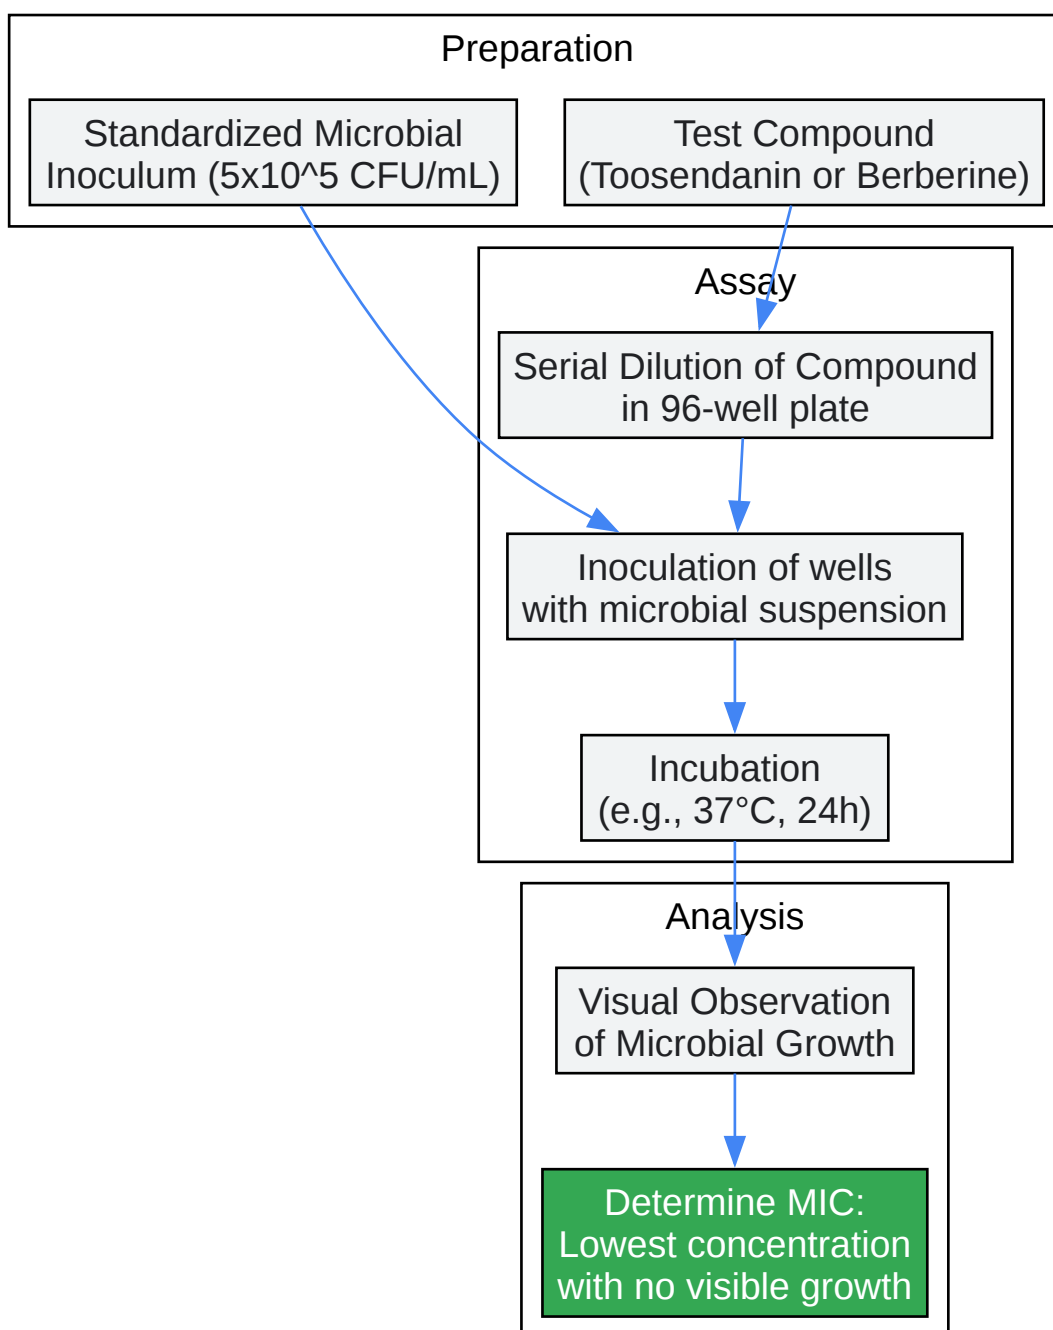 Preparation
Standardized Microbial
Inoculum (5x10^5 CFU/mL)
Test Compound
(Toosendanin or Berberine)
Assay
Serial Dilution of Compound
in 96-well plate
Inoculation of wells
with microbial suspension
Incubation
(e.g., 37°C, 24h)
Analysis
Visual Observation
of Microbial Growth
Determine MIC:
Lowest concentration
with no visible growth